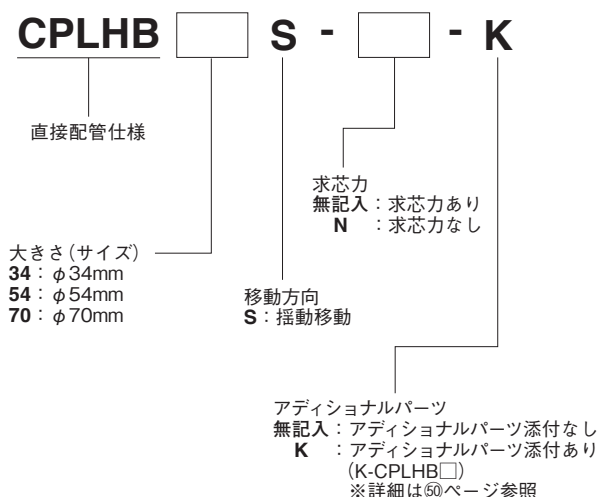 CPLHB□ S - □ - K
直接配管仕様
求芯力
無記入：求芯力あり
N ：求芯力なし
大きさ（サイズ）
34：φ34mm
54：φ54mm
70：φ70mm
移動方向
S：揺動移動
アディショナルパーツ
無記入：アディショナルパーツ添付なし
K ：アディショナルパーツ添付あり
(K-CPLHB□)
※詳細は㊿ページ参照